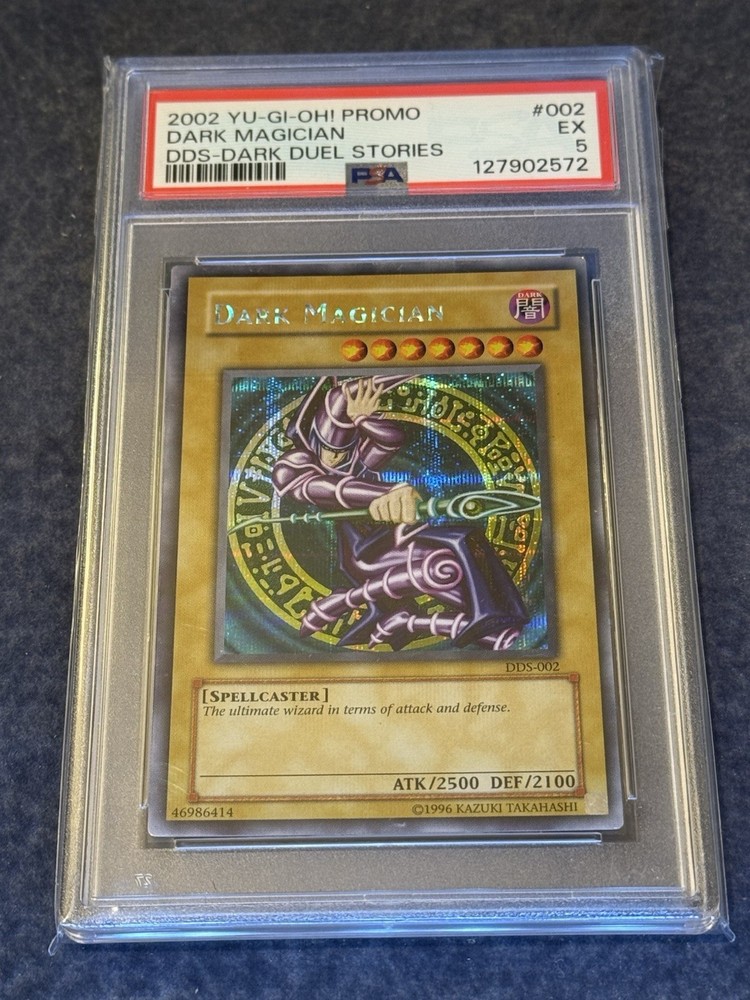 2002 YU-GI-OH! PROMO #002
DARK MAGICIAN EX
DDS-DARK DUEL STORIES 5
PSA 127902572
DARK MAGICIAN
DARK
闇
DDS-002
[SPELLCASTER]
The ultimate wizard in terms of attack and defense.
ATK/2500 DEF/2100
46986414 ©1996 KAZUKI TAKAHASHI